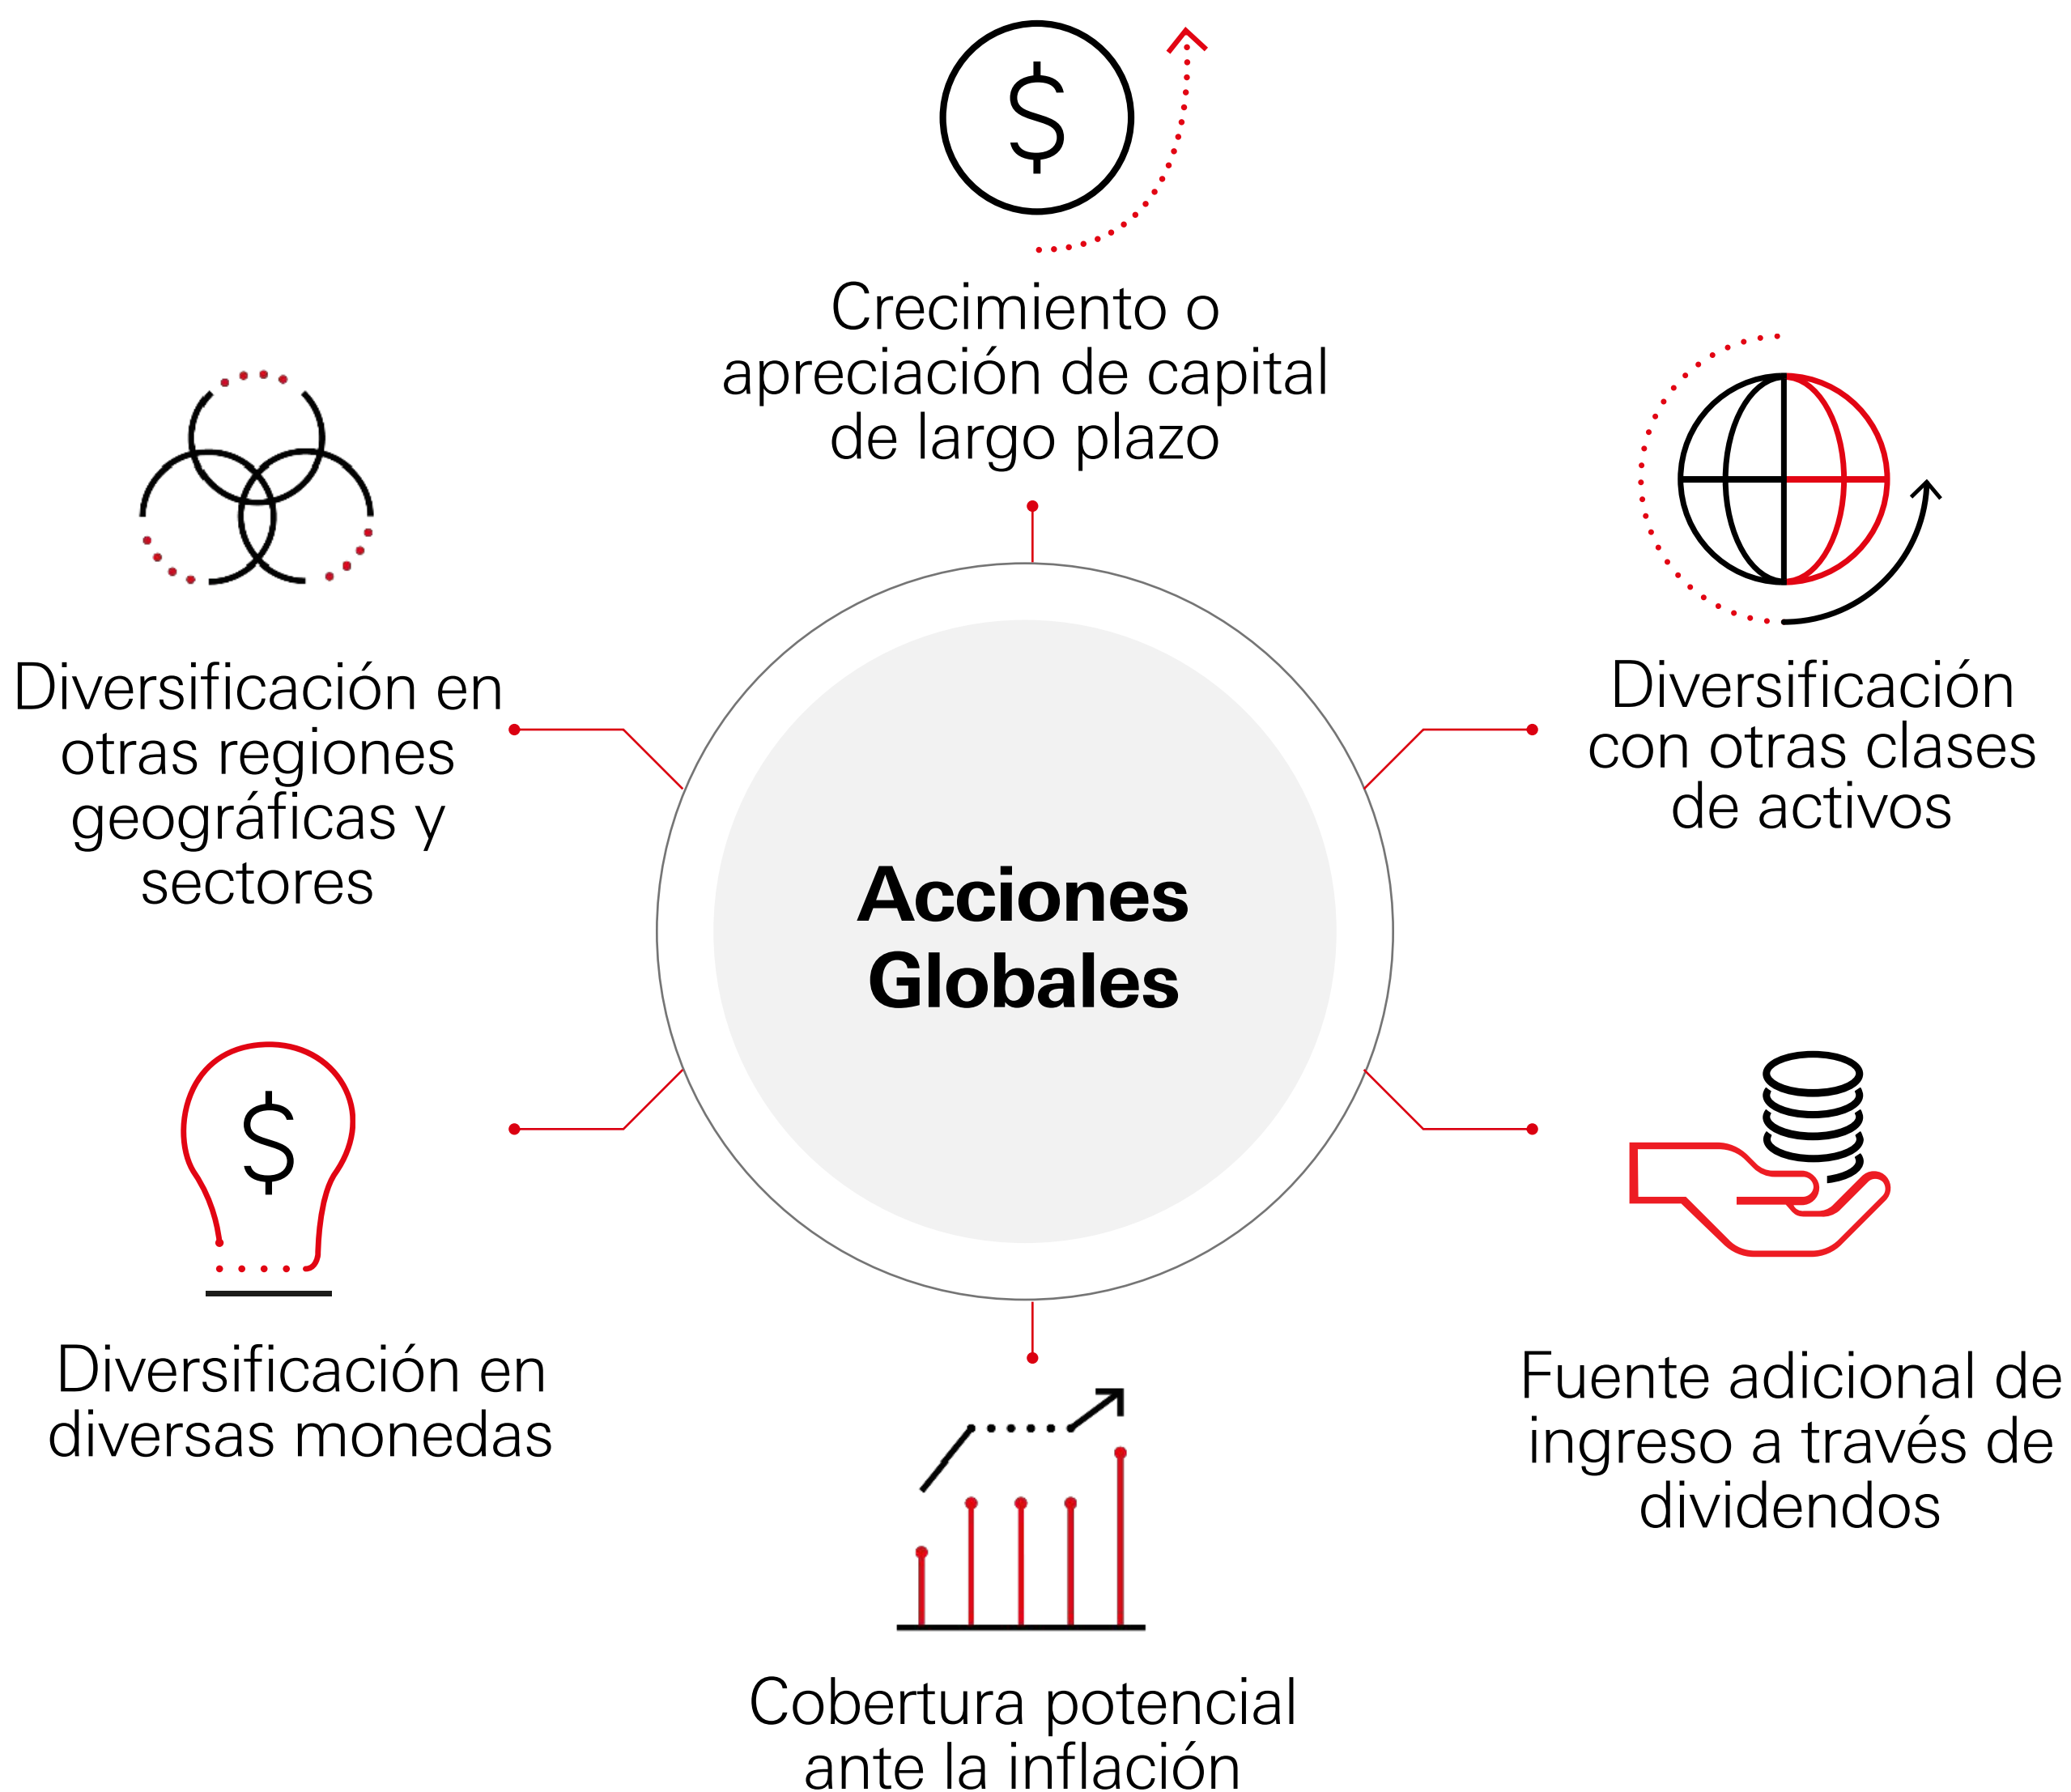 $
Crecimiento o
apreciación de capital
de largo plazo
Diversificación en
otras regiones
geográficas y
sectores
Diversificación
con otras clases
de activos
Acciones
Globales
$
Diversificación en
diversas monedas
Fuente adicional de
ingreso a través de
dividendos
Cobertura potencial
ante la inflación